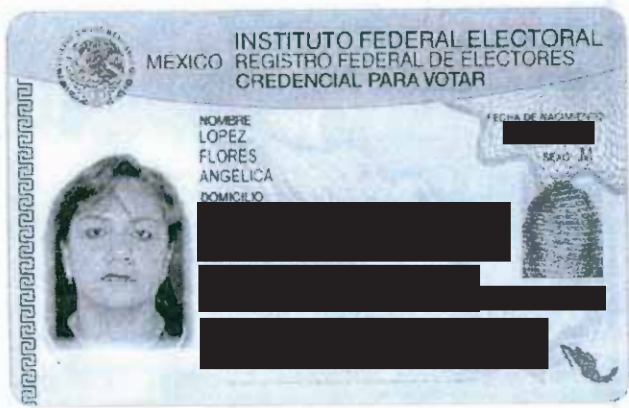 INSTITUTO FEDERAL ELECTORAL
MÉXICO REGISTRO FEDERAL DE ELECTORES
CREDENCIAL PARA VOTAR
NOMBRE
LOPEZ
FLORES
ANGELICA
FECHA DE NACIMIENTO
SEXO M
DOMICILIO